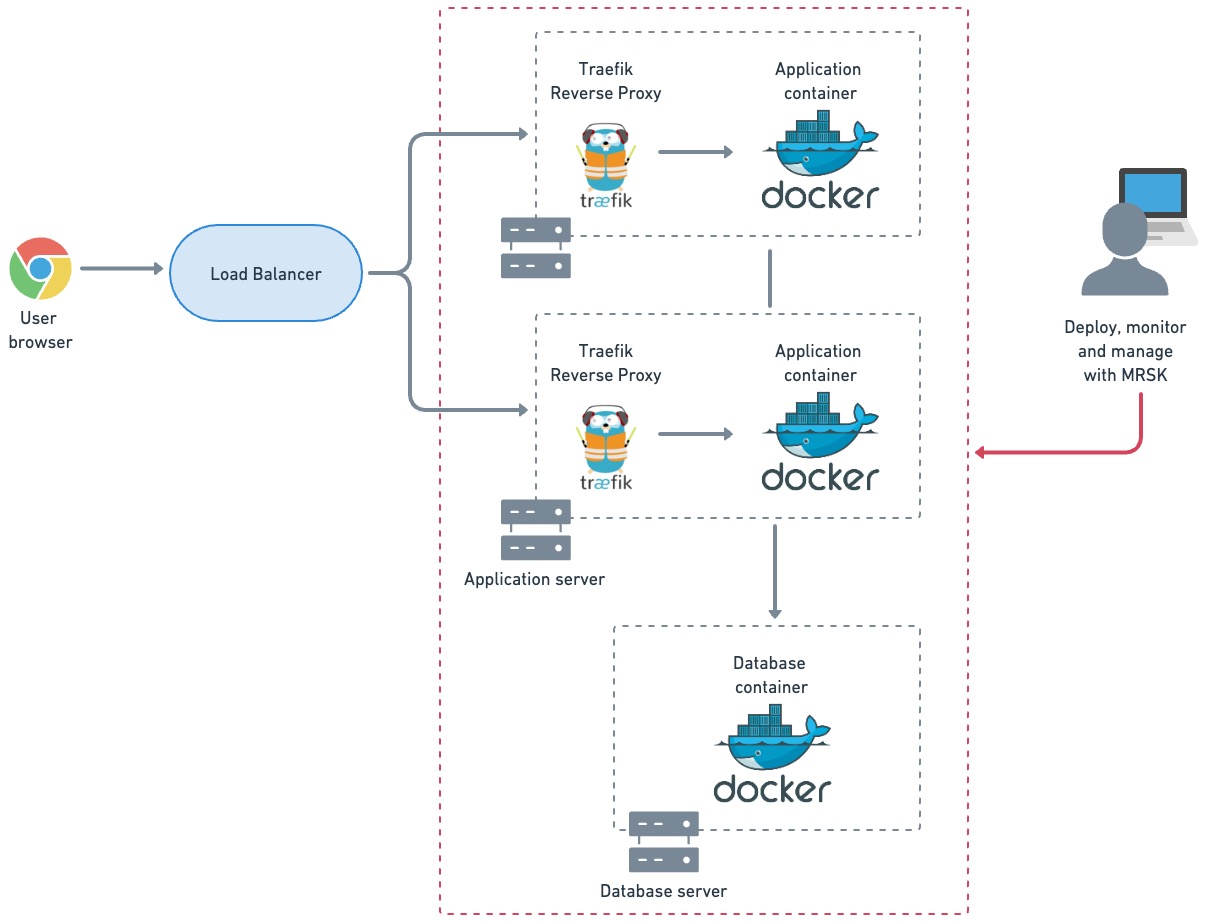 Traefik
Reverse Proxy
Application
container
træfik
docker
User
browser
Load Balancer
Traefik
Reverse Proxy
Application
container
træfik
docker
Application server
Database
container
docker
Database server
Deploy, monitor
and manage
with MRSK